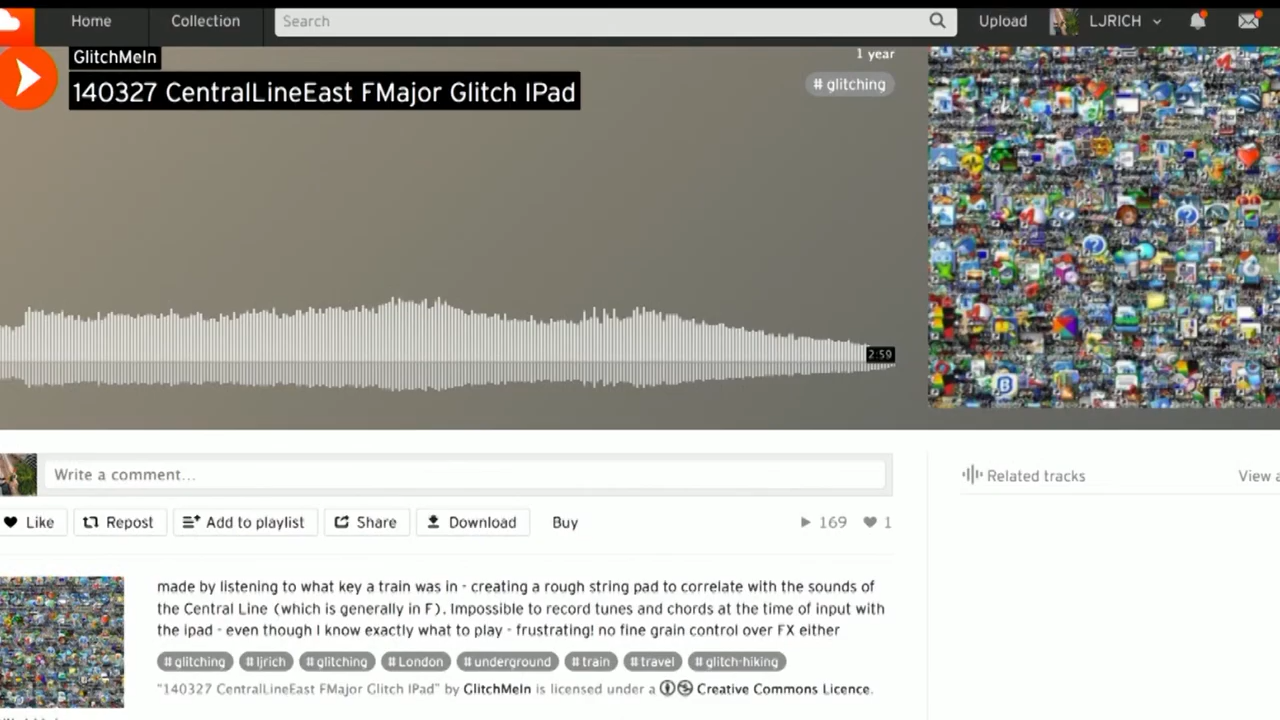 Home
Collection
Search
Upload
LJRICH
GlitchMeIn
140327 CentralLineEast FMajor Glitch IPad
1 year
# glitching
2:59
Write a comment...
Related tracks
View a
Like
Repost
Add to playlist
Share
Download
Buy
169
1
made by listening to what key a train was in - creating a rough string pad to correlate with the sounds of
the Central Line (which is generally in F). Impossible to record tunes and chords at the time of input with
the ipad - even though I know exactly what to play - frustrating! no fine grain control over FX either
# glitching # ljrich # glitching # London # underground # train # travel # glitch-hiking
"140327 CentralLineEast FMajor Glitch IPad" by GlitchMeIn is licensed under a Creative Commons Licence.